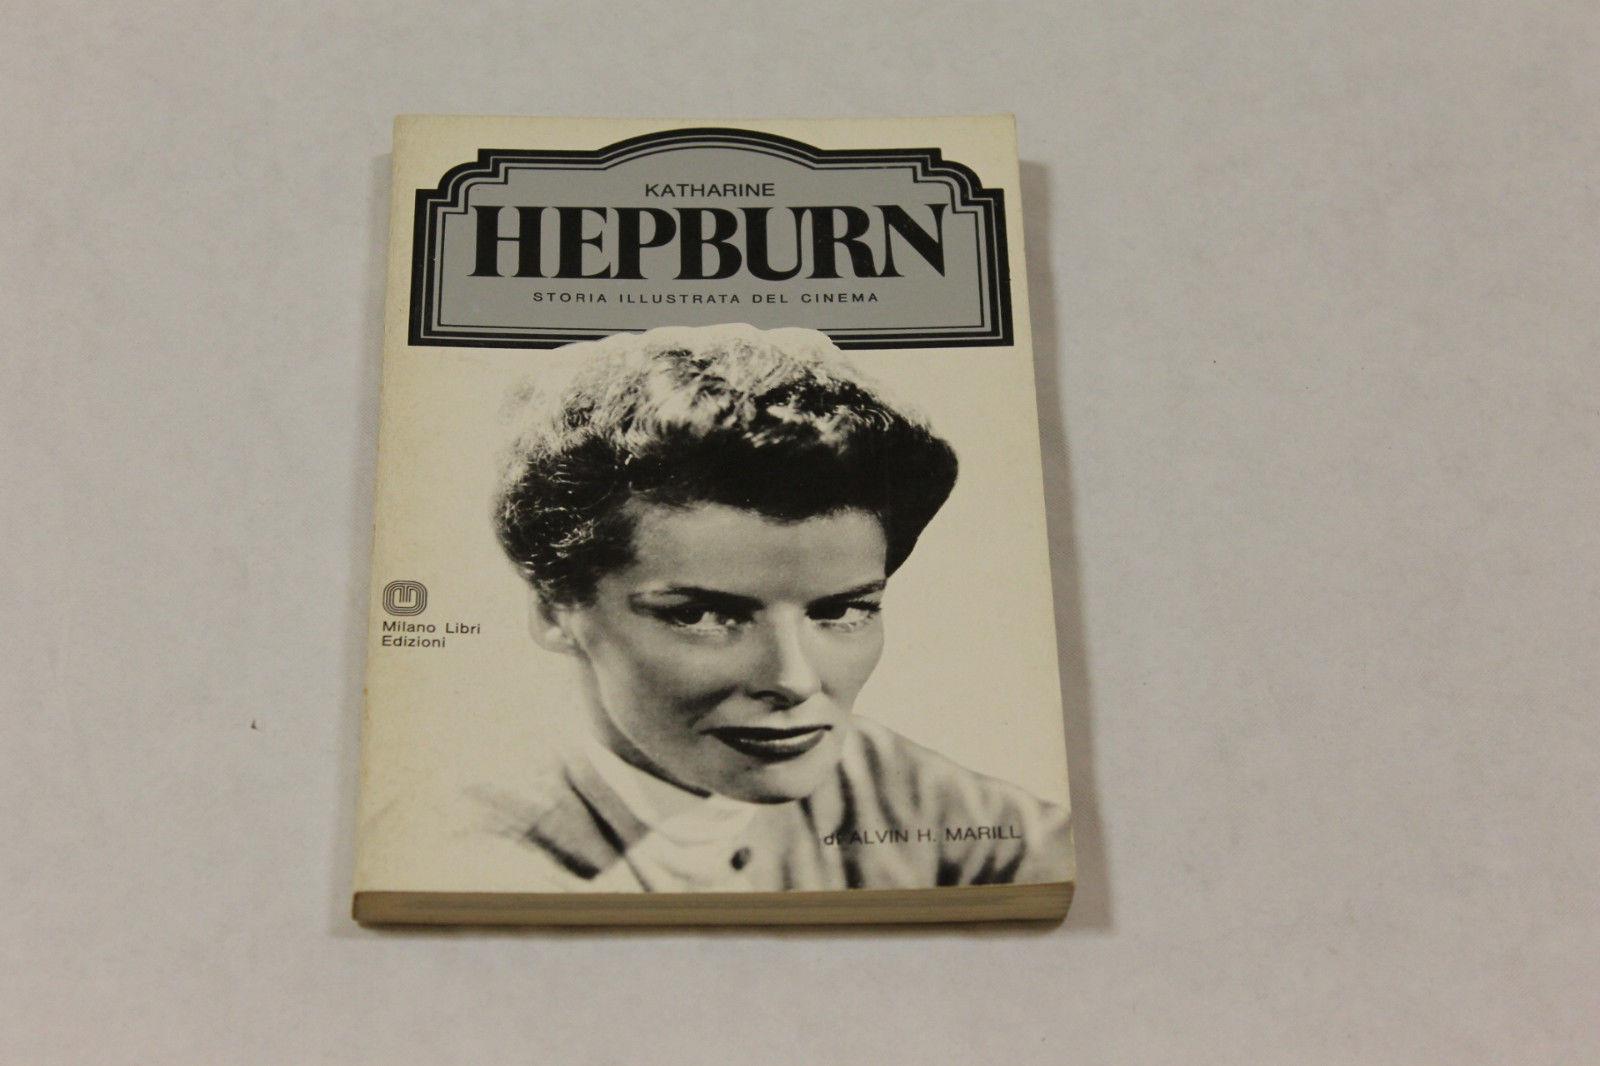 KATHARINE
HEPBURN
STORIA ILLUSTRATA DEL CINEMA
Milano Libri
Edizioni
di ALVIN H. MARILL